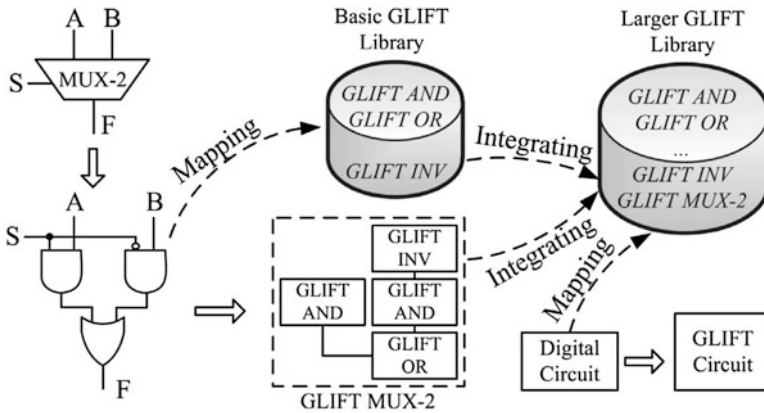 A B
S
MUX-2
F
A B
S
F
Mapping
Basic GLIFT
Library
GLIFT AND
GLIFT OR
GLIFT INV
Integrating
Larger GLIFT
Library
GLIFT AND
GLIFT OR
...
GLIFT INV
GLIFT MUX-2
GLIFT
INV
GLIFT
AND
GLIFT
AND
GLIFT
OR
GLIFT MUX-2
Integrating
Mapping
Digital
Circuit
GLIFT
Circuit